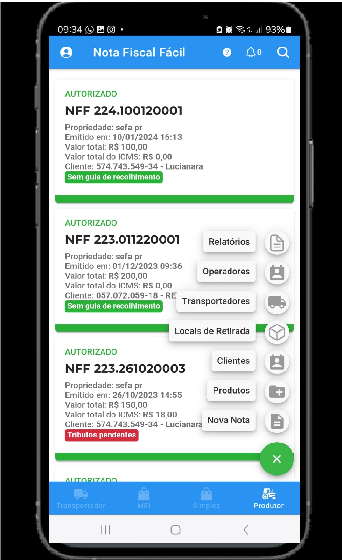 09:34
93%
Nota Fiscal Fácil
0
AUTORIZADO
NFF 224.100120001
Propriedade: sefa pr
Emitido em: 10/01/2024 16:13
Valor total: R$ 100,00
Valor total do ICMS: R$ 0,00
Cliente: 574.743.549-34 - Lucianara
Sem guia de recolhimento
AUTORIZADO
NFF 223.011220001
Propriedade: sefa pr
Emitido em: 01/12/2023 09:36
Valor total: R$ 200,00
Valor total do ICMS: R$ 0,00
Cliente: 057.072.059-18 - RE
Sem guia de recolhimento
AUTORIZADO
NFF 223.261020003
Propriedade: sefa pr
Emitido em: 26/10/2023 14:55
Valor total: R$ 150,00
Valor total do ICMS: R$ 18,00
Cliente: 574.743.549-34 - Lucianara
Tributos pendentes
AUTORIZADO
Relatórios
Operadores
Transportadores
Locais de Retirada
Clientes
Produtos
Nova Nota
Transportador
MEI
Simples
Produtor